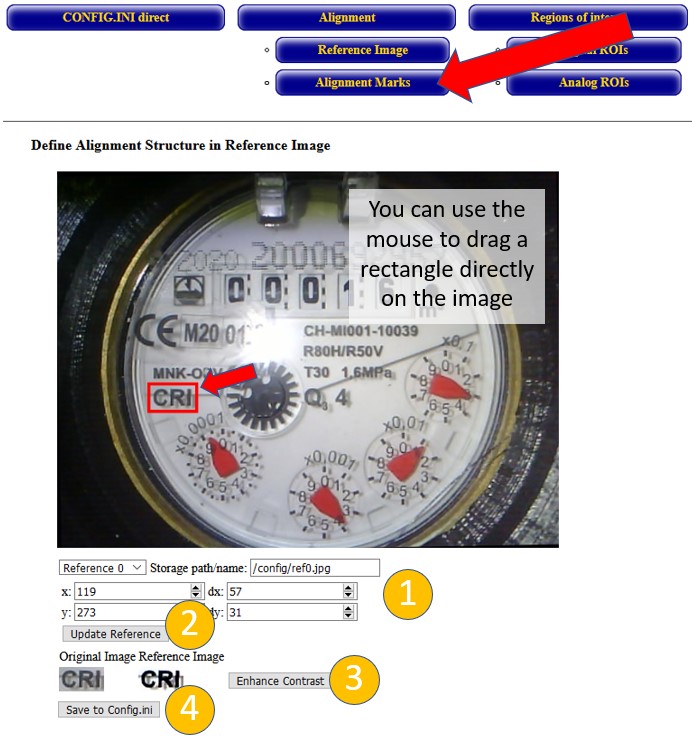 CONFIG.INI direct
Alignment
Regions of inter
Reference Image
ROIs
Alignment Marks
Analog ROIs
Define Alignment Structure in Reference Image
You can use the
mouse to drag a
rectangle directly
on the image
2020 20006
0 0 0 1 6
m³
CE M20 01
CH-MI001-10039
R80H/R50V
MNK-O
T30 1,6MPa
x0,1
CRI
Q3 4
x0,01
x0,0001
x0,001
Reference 0
Storage path/name: /config/ref0.jpg
x: 119
dx: 57
1
y: 273
dy: 31
2
Update Reference
Original Image Reference Image
CRI
CRI
Enhance Contrast
3
Save to Config.ini
4